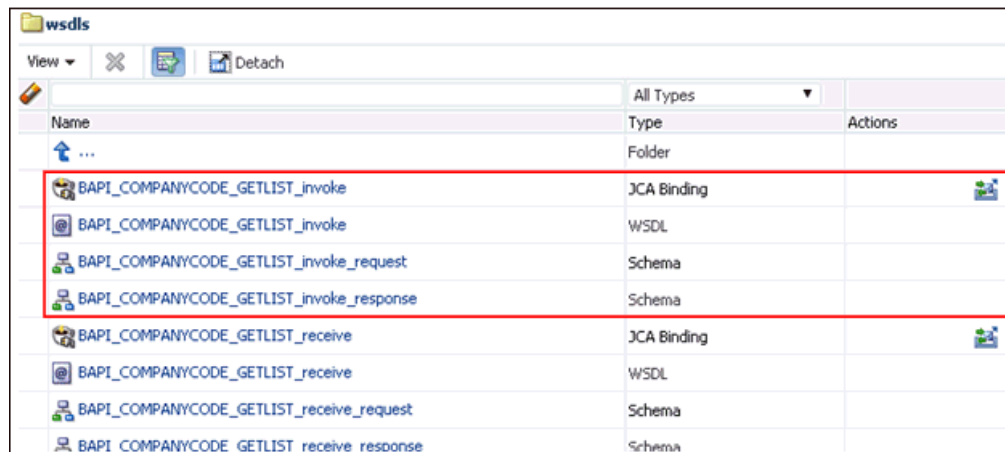 wsdls
View Detach
All Types
Name Type Actions
... Folder
BAPI_COMPANYCODE_GETLIST_invoke JCA Binding
BAPI_COMPANYCODE_GETLIST_invoke WSDL
BAPI_COMPANYCODE_GETLIST_invoke_request Schema
BAPI_COMPANYCODE_GETLIST_invoke_response Schema
BAPI_COMPANYCODE_GETLIST_receive JCA Binding
BAPI_COMPANYCODE_GETLIST_receive WSDL
BAPI_COMPANYCODE_GETLIST_receive_request Schema
BAPI_COMPANYCODE_GETLIST_receive_response Schema